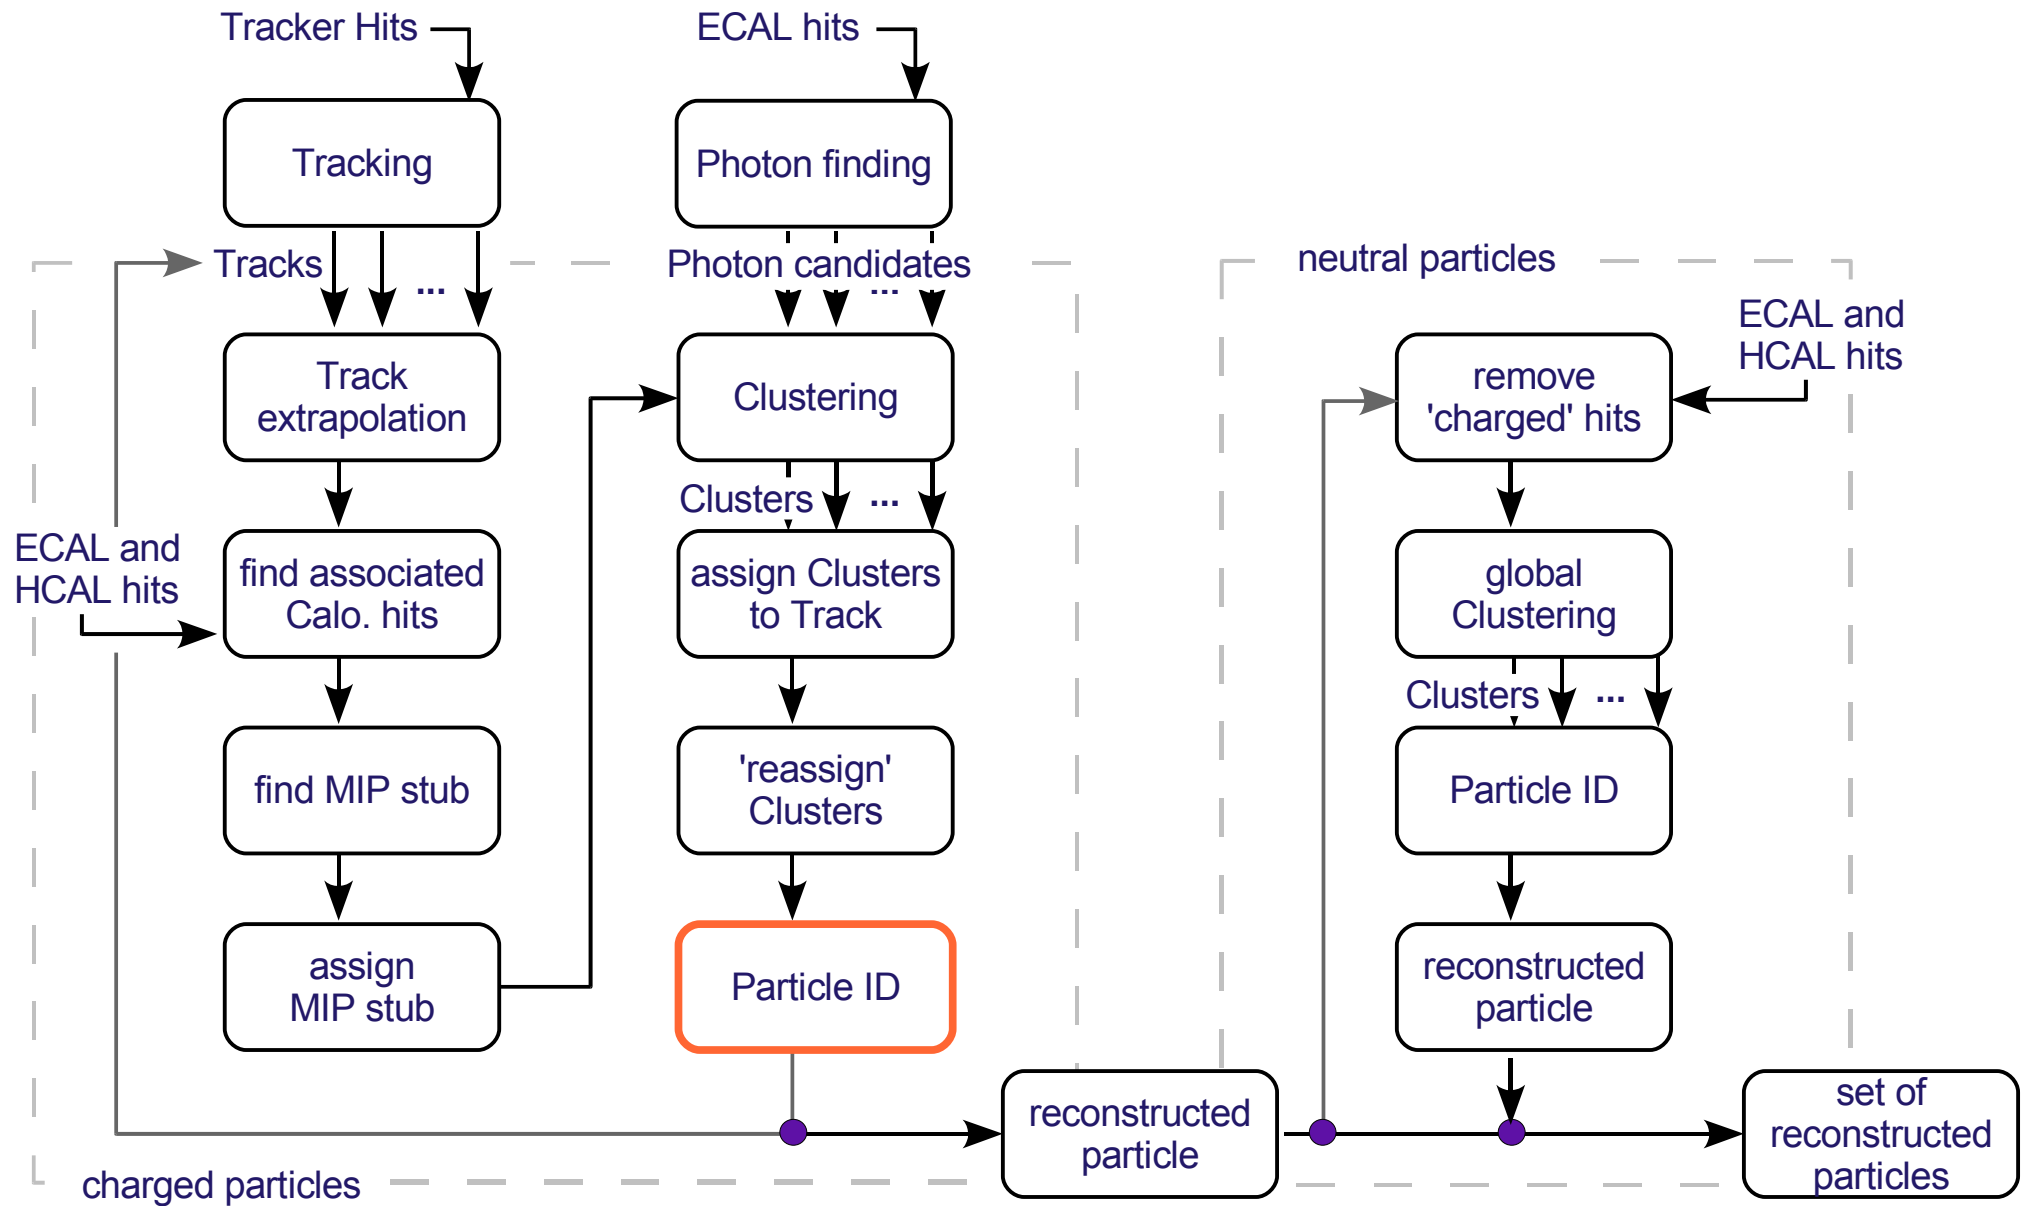 Tracker Hits
ECAL hits
Tracking
Photon finding
Tracks
...
Photon candidates
...
neutral particles
ECAL and
HCAL hits
Track
extrapolation
Clustering
remove
'charged' hits
Clusters
...
ECAL and
HCAL hits
find associated
Calo. hits
assign Clusters
to Track
global
Clustering
Clusters
...
find MIP stub
'reassign'
Clusters
Particle ID
assign
MIP stub
Particle ID
reconstructed
particle
reconstructed
particle
set of
reconstructed
particles
charged particles